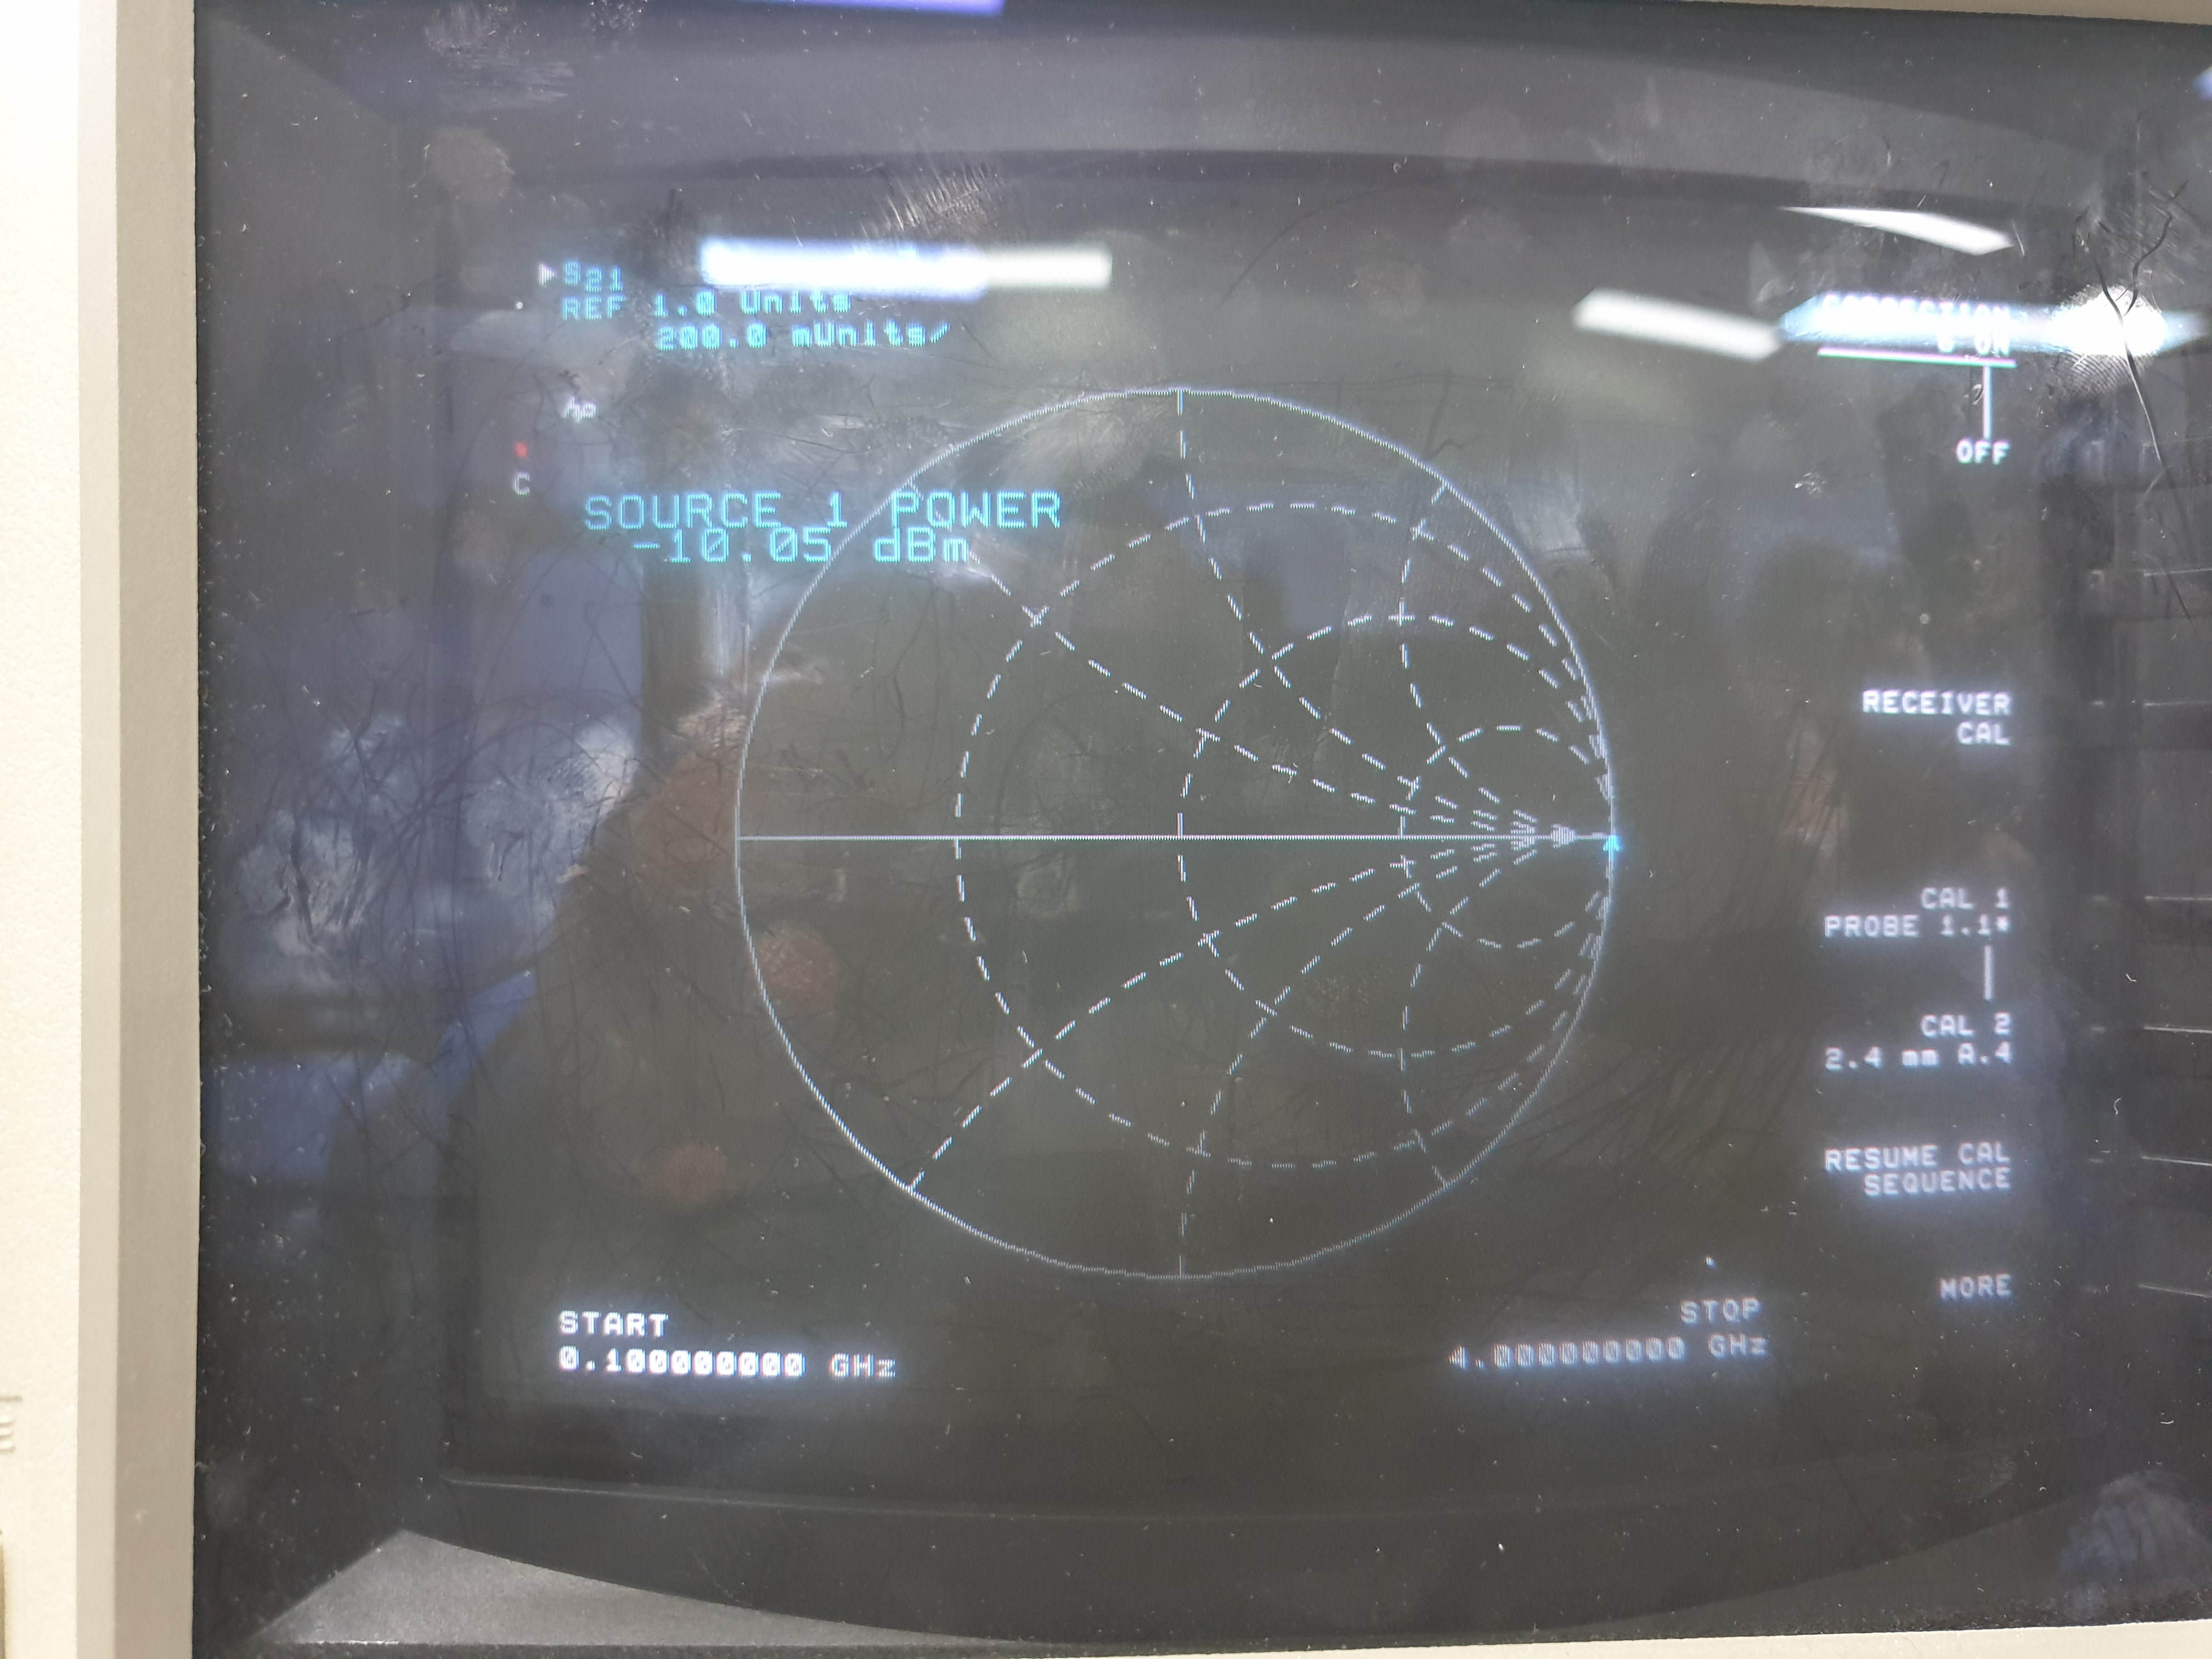 S21
REF 1.0 Units
200.0 mUnits/
hp
C
SOURCE 1 POWER
-10.05 dBm
CORRECTION
ON
OFF
RECEIVER
CAL
CAL 1
PROBE 1.1*
CAL 2
2.4 mm A.4
RESUME CAL
SEQUENCE
MORE
START
0.100000000 GHz
STOP
4.000000000 GHz